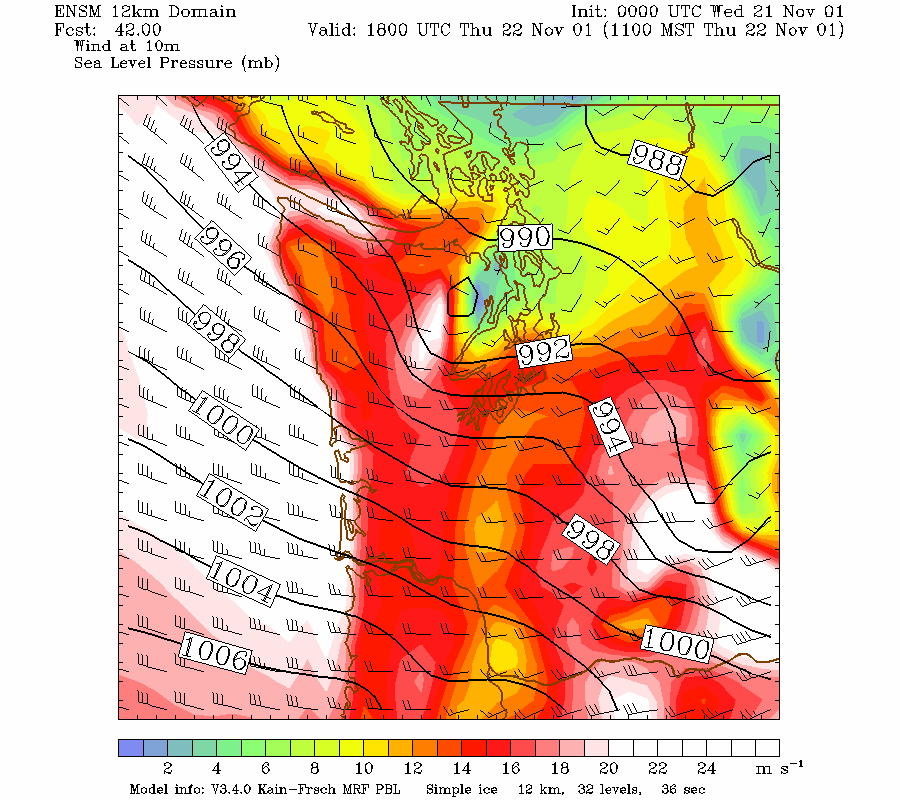 ENSM 12km Domain Init: 0000 UTC Wed 21 Nov 01
Fcst: 42.00 Valid: 1800 UTC Thu 22 Nov 01 (1100 MST Thu 22 Nov 01)
Wind at 10m
Sea Level Pressure (mb)
994
988
996
990
998
992
1000
994
1002
998
1004
1000
1006
2 4 6 8 10 12 14 16 18 20 22 24 m s⁻¹
Model info: V3.4.0 Kain-Frsch MRF PBL Simple ice 12 km, 32 levels, 36 sec